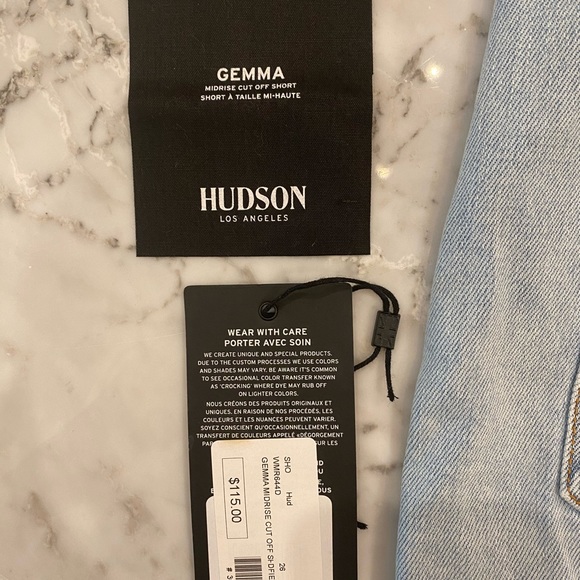 GEMMA
MIDRISE CUT OFF SHORT
SHORT À TAILLE MI-HAUTE
HUDSON
LOS ANGELES
WEAR WITH CARE
PORTER AVEC SOIN
WE CREATE UNIQUE AND SPECIAL PRODUCTS.
DUE TO THE CUSTOM PROCESSES WE USE COLORS
AND SHADES MAY VARY. BE AWARE IT'S COMMON
TO SEE OCCASIONAL COLOR TRANSFER KNOWN
AS 'CROCKING' WHERE DYE MAY RUB OFF
ON LIGHTER COLORS.
NOUS CRÉONS DES PRODUITS ORIGINAUX ET
UNIQUES, EN RAISON DE NOS PROCÉDÉS, LES
COULEURS ET LES NUANCES PEUVENT VARIER.
SOYEZ CONSCIENT QU'OCCASIONNELLEMENT, UN
TRANSFERT DE COULEURS APPELÉ «DÉGORGEMENT
SUR LES
SHO Hud 26
WMR644D
GEMMA MIDRISE CUT OFF
$115.00
# 3